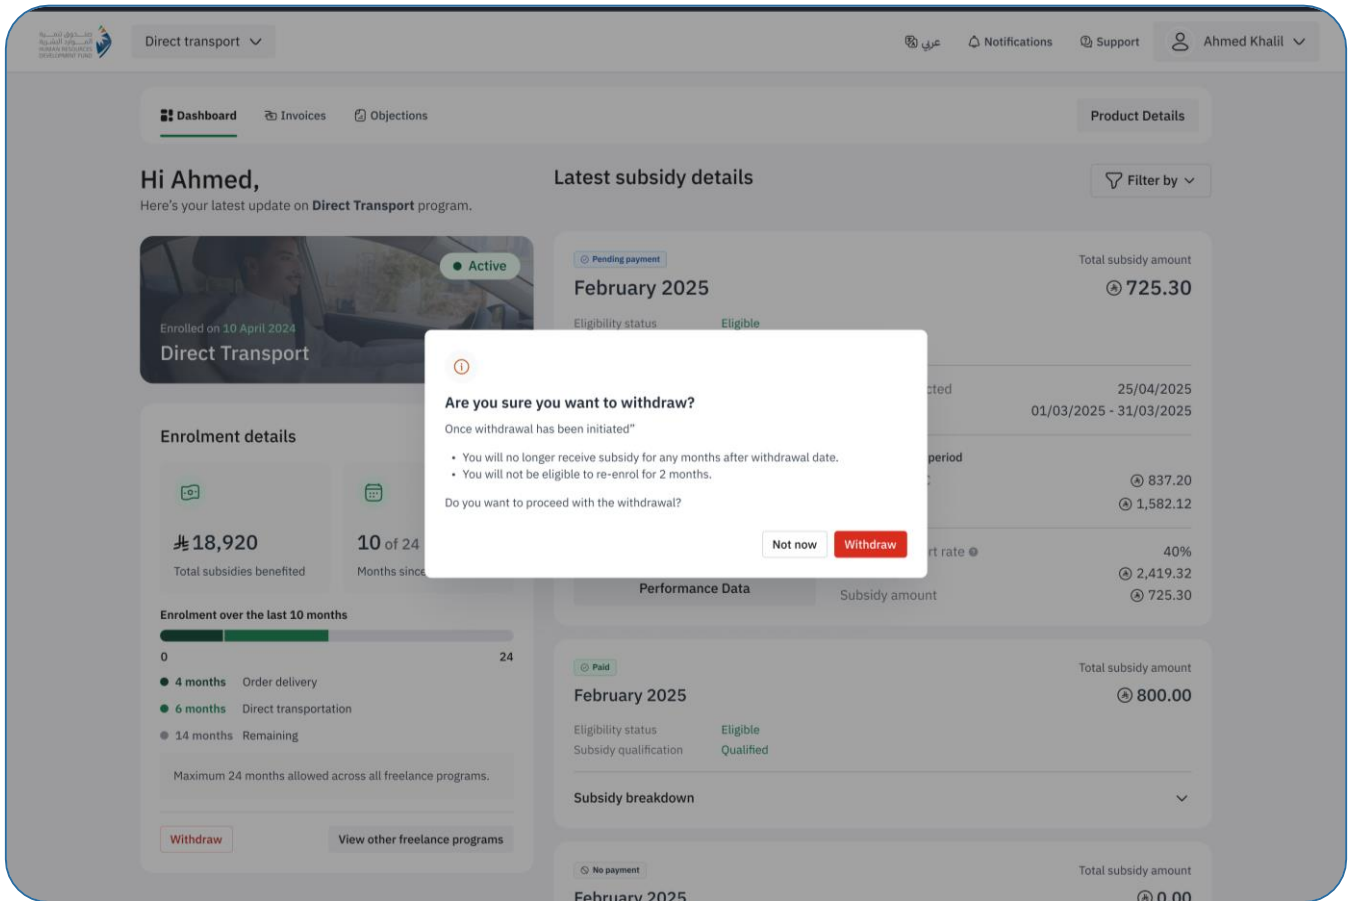 صندوق تنمية
الموارد البشرية
HUMAN RESOURCES
DEVELOPMENT FUND
Direct transport
عربي
Notifications
Support
Ahmed Khalil
Dashboard
Invoices
Objections
Product Details
Hi Ahmed,
Here's your latest update on Direct Transport program.
Active
Enrolled on 10 April 2024
Direct Transport
Enrolment details
18,920
Total subsidies benefited
10 of 24
Months since
Enrolment over the last 10 months
0 24
4 months Order delivery
6 months Direct transportation
14 months Remaining
Maximum 24 months allowed across all freelance programs.
Withdraw
View other freelance programs
Latest subsidy details
Filter by
Pending payment
Total subsidy amount
February 2025
725.30
Eligibility status Eligible
Are you sure you want to withdraw?
Once withdrawal has been initiated"
• You will no longer receive subsidy for any months after withdrawal date.
• You will not be eligible to re-enrol for 2 months.
Do you want to proceed with the withdrawal?
Not now
Withdraw
cted 25/04/2025
01/03/2025 - 31/03/2025
period
837.20
1,582.12
rt rate 40%
2,419.32
Performance Data
Subsidy amount 725.30
Paid
Total subsidy amount
February 2025
800.00
Eligibility status Eligible
Subsidy qualification Qualified
Subsidy breakdown
No payment
Total subsidy amount
February 2025
0.00